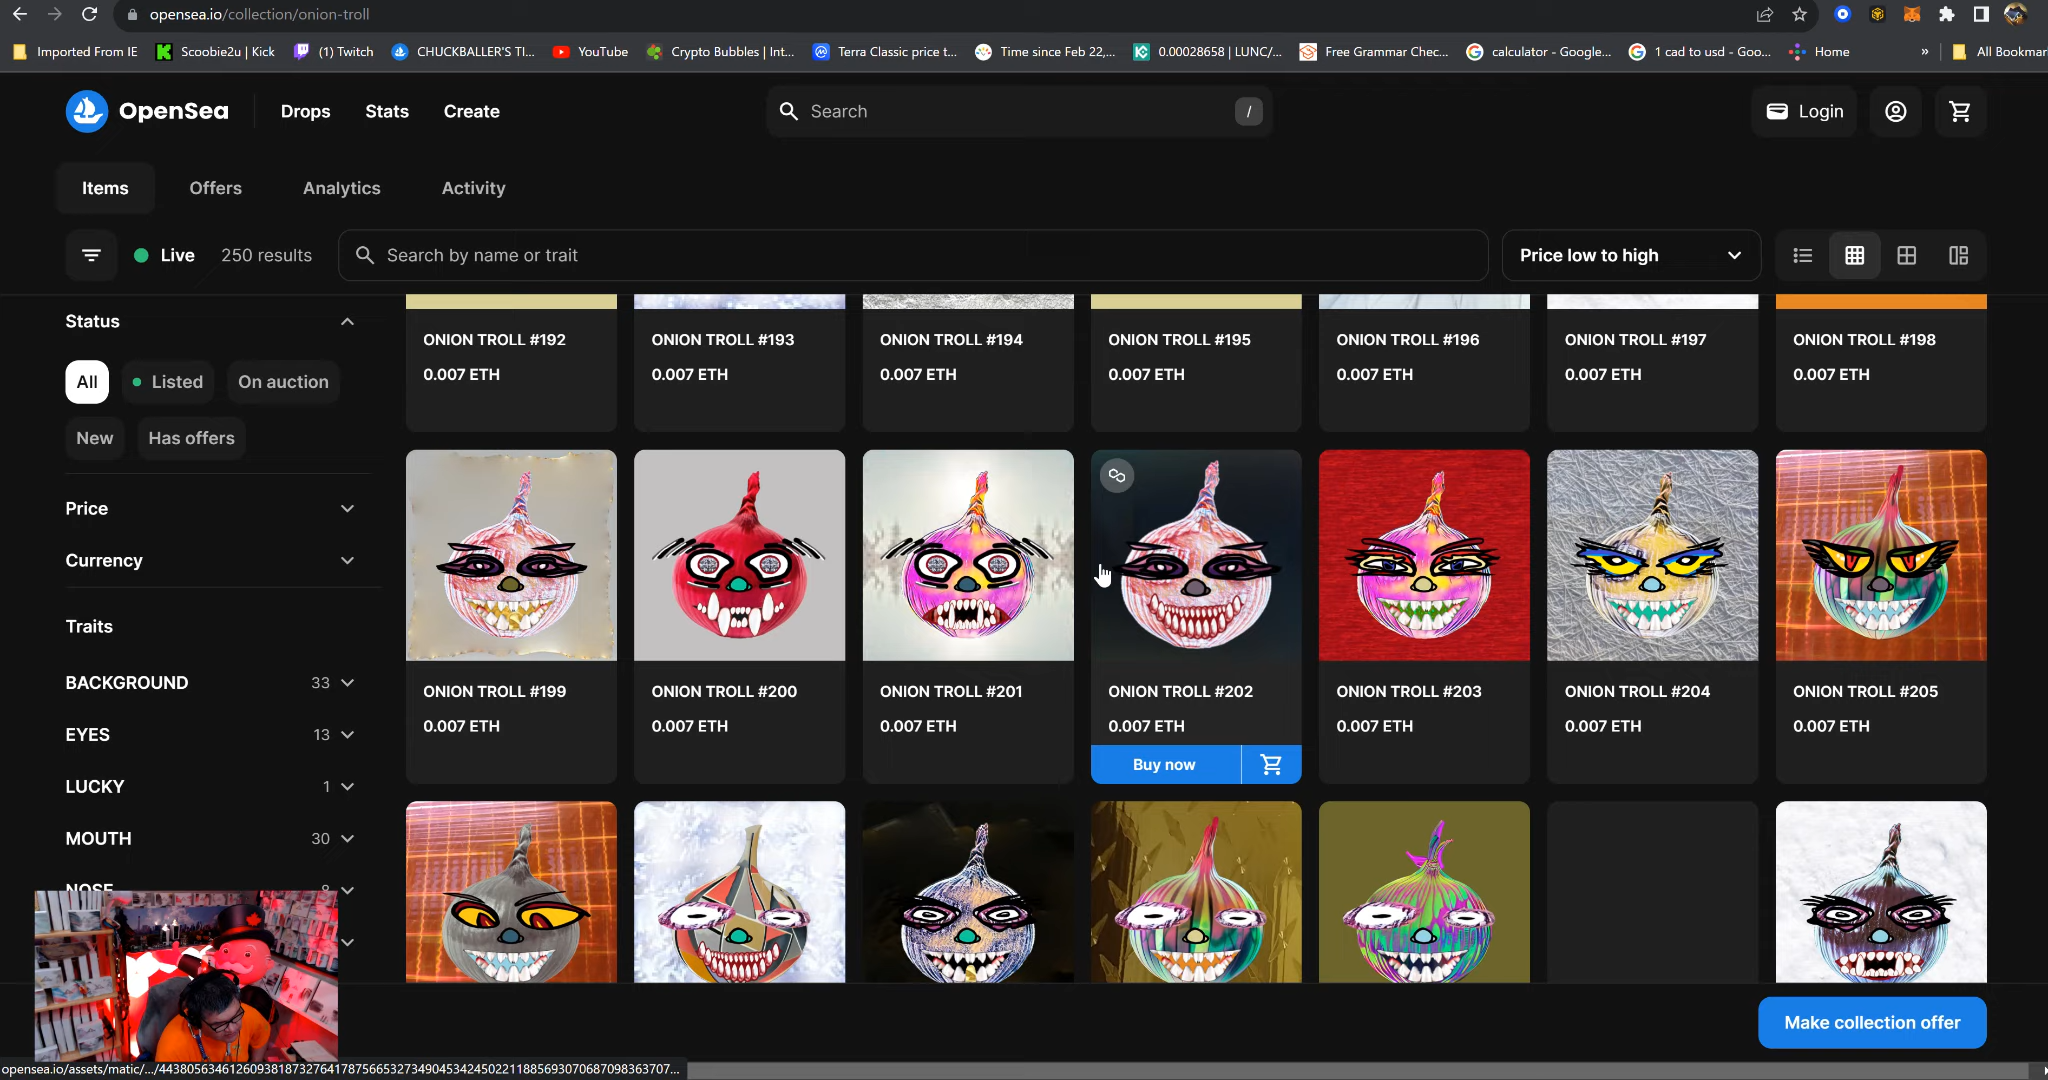 opensea.io/collection/onion-troll
Imported From IE
Scoobie2u | Kick
(1) Twitch
CHUCKBALLER'S TI...
YouTube
Crypto Bubbles | Int...
Terra Classic price t...
Time since Feb 22,...
0.00028658 | LUNC/...
Free Grammar Chec...
calculator - Google...
1 cad to usd - Goo...
Home
»
All Bookmar
OpenSea
Drops
Stats
Create
Search
/
Login
Items
Offers
Analytics
Activity
Live
250 results
Search by name or trait
Price low to high
Status
All
Listed
On auction
New
Has offers
Price
Currency
Traits
BACKGROUND 33
EYES 13
LUCKY 1
MOUTH 30
NOSE 8
ONION TROLL #192
0.007 ETH
ONION TROLL #193
0.007 ETH
ONION TROLL #194
0.007 ETH
ONION TROLL #195
0.007 ETH
ONION TROLL #196
0.007 ETH
ONION TROLL #197
0.007 ETH
ONION TROLL #198
0.007 ETH
ONION TROLL #199
0.007 ETH
ONION TROLL #200
0.007 ETH
ONION TROLL #201
0.007 ETH
ONION TROLL #202
0.007 ETH
Buy now
ONION TROLL #203
0.007 ETH
ONION TROLL #204
0.007 ETH
ONION TROLL #205
0.007 ETH
Make collection offer